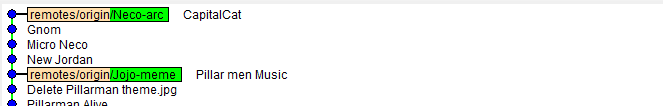 remotes/origin/Neco-arc CapitalCat
Gnom
Micro Neco
New Jordan
remotes/origin/Jojo-meme Pillar men Music
Delete Pillarman theme.jpg
Pillarman Alive